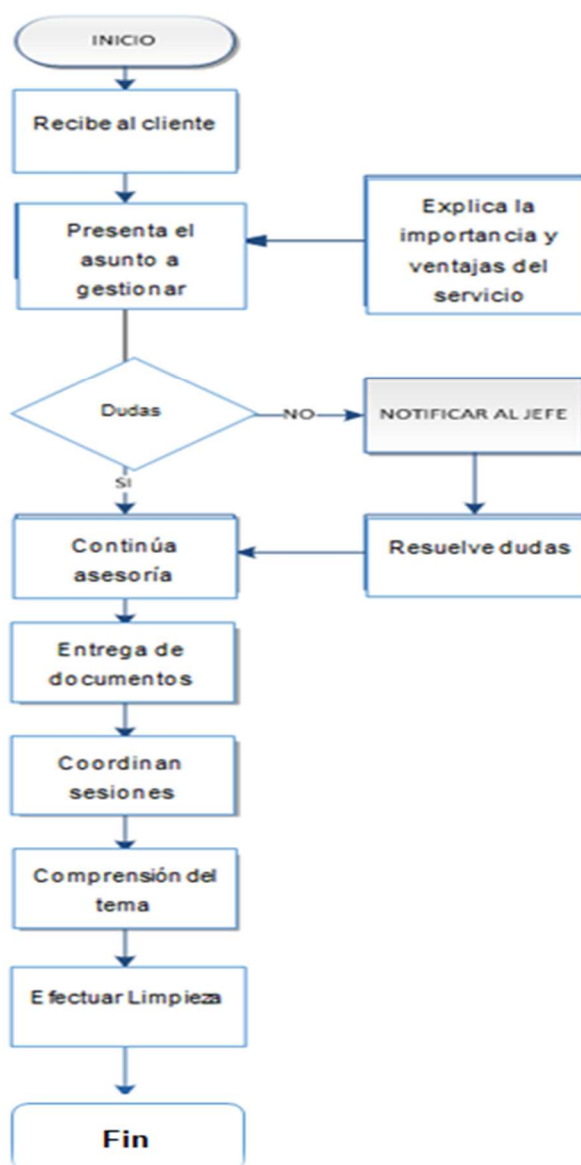 INICIO
Recibe al cliente
Presenta el
asunto a
gestionar
Explica la
importancia y
ventajas del
servicio
Dudas
NO
NOTIFICAR AL JEFE
SI
Continúa
asesoría
Resuelve dudas
Entrega de
documentos
Coordinan
sesiones
Comprensión del
tema
Efectuar Limpieza
Fin